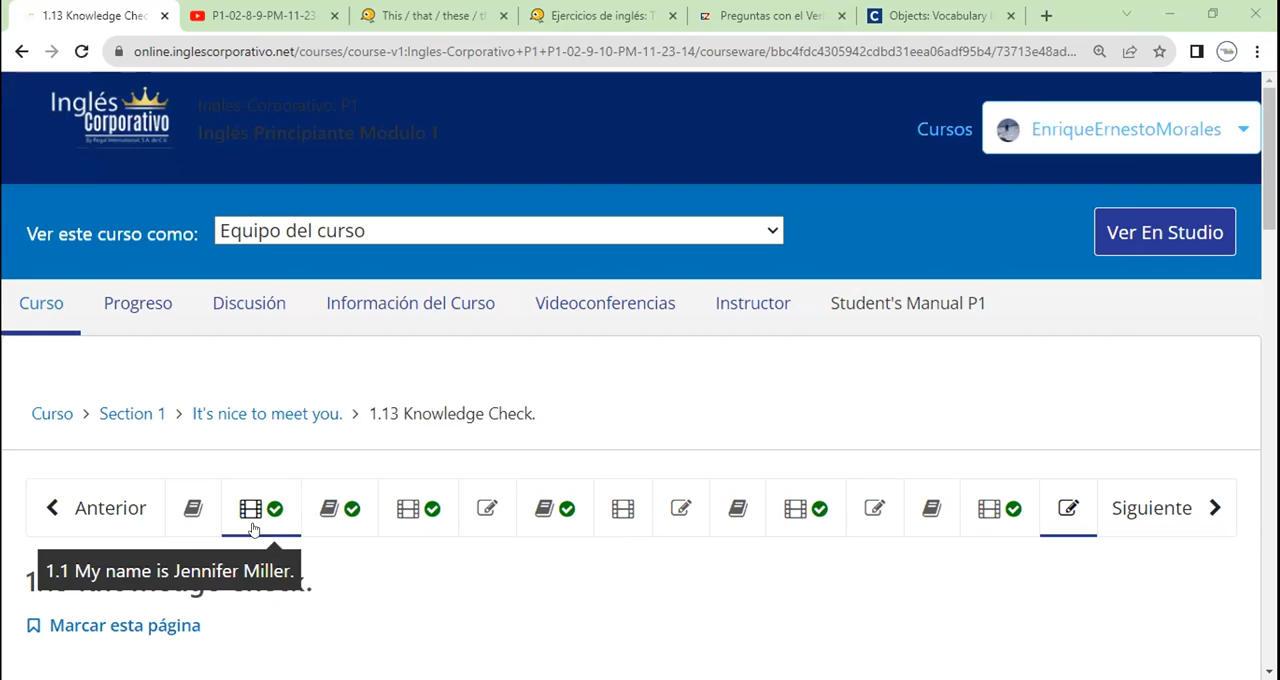 1.13 Knowledge Chec
P1-02-8-9-PM-11-23
This / that / these / t
Ejercicios de inglés: T
Preguntas con el Ver
Objects: Vocabulary
online.inglescorporativo.net/courses/course-v1:Ingles-Corporativo+P1+P1-02-9-10-PM-11-23-14/courseware/bbc4fdc4305942cdbd31eea06adf95b4/73713e48ad...
Inglés
Corporativo
Ingles-Corporativo: P1
Inglés Principiante Modulo 1
Cursos
EnriqueErnestoMorales
Ver este curso como:
Equipo del curso
Ver En Studio
Curso
Progreso
Discusión
Información del Curso
Videoconferencias
Instructor
Student's Manual P1
Curso > Section 1 > It's nice to meet you. > 1.13 Knowledge Check.
Anterior
Siguiente
1.1 My name is Jennifer Miller.
Marcar esta página